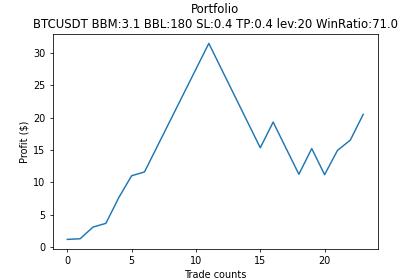 Portfolio
BTCUSDT BBM:3.1 BBL:180 SL:0.4 TP:0.4 lev:20 WinRatio:71.0
30
25
20
15
10
5
0
Profit ($)
0 5 10 15 20
Trade counts